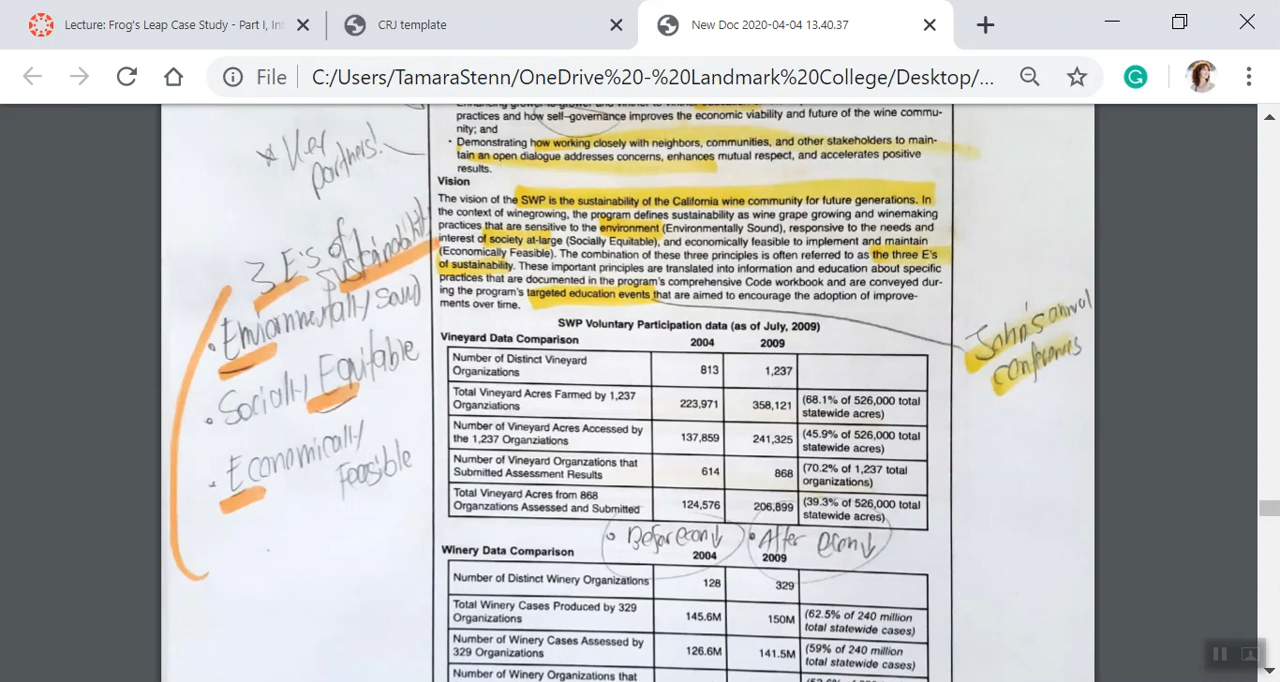 Lecture: Frog's Leap Case Study - Part I, Int
CRJ template
New Doc 2020-04-04 13.40.37
File
C:/Users/TamaraStenn/OneDrive%20-%20Landmark%20College/Desktop/...
practices and how self-governance improves the economic viability and future of the wine commu-
nity; and
• Demonstrating how working closely with neighbors, communities, and other stakeholders to main-
tain an open dialogue addresses concerns, enhances mutual respect, and accelerates positive
results.
Vision
The vision of the SWP is the sustainability of the California wine community for future generations. In
the context of winegrowing, the program defines sustainability as wine grape growing and winemaking
practices that are sensitive to the environment (Environmentally Sound), responsive to the needs and
interest of society at-large (Socially Equitable), and economically feasible to implement and maintain
(Economically Feasible). The combination of these three principles is often referred to as the three E's
of sustainability. These important principles are translated into information and education about specific
practices that are documented in the program's comprehensive Code workbook and are conveyed dur-
ing the program's targeted education events that are aimed to encourage the adoption of improve-
ments over time.
* Key
partners!
3 E's of
sustainability
• Environmentally Sound
• Socially Equitable
• Economically
Feasible
John's annual
conferences
SWP Voluntary Participation data (as of July, 2009)
Vineyard Data Comparison 2004 2009
Number of Distinct Vineyard
Organizations 813 1,237
Total Vineyard Acres Farmed by 1,237
Organziations 223,971 358,121 (68.1% of 526,000 total
statewide acres)
Number of Vineyard Acres Accessed by
the 1,237 Organziations 137,859 241,325 (45.9% of 526,000 total
statewide acres)
Number of Vineyard Organzations that
Submitted Assessment Results 614 868 (70.2% of 1,237 total
organizations)
Total Vineyard Acres from 868
Organzations Assessed and Submitted 124,576 206,899 (39.3% of 526,000 total
statewide acres)
• Before econ↓ • After econ↓
Winery Data Comparison 2004 2009
Number of Distinct Winery Organizations 128 329
Total Winery Cases Produced by 329
Organizations 145.6M 150M (62.5% of 240 million
total statewide cases)
Number of Winery Cases Assessed by
329 Organizations 126.6M 141.5M (59% of 240 million
total statewide cases)
Number of Winery Organizations that